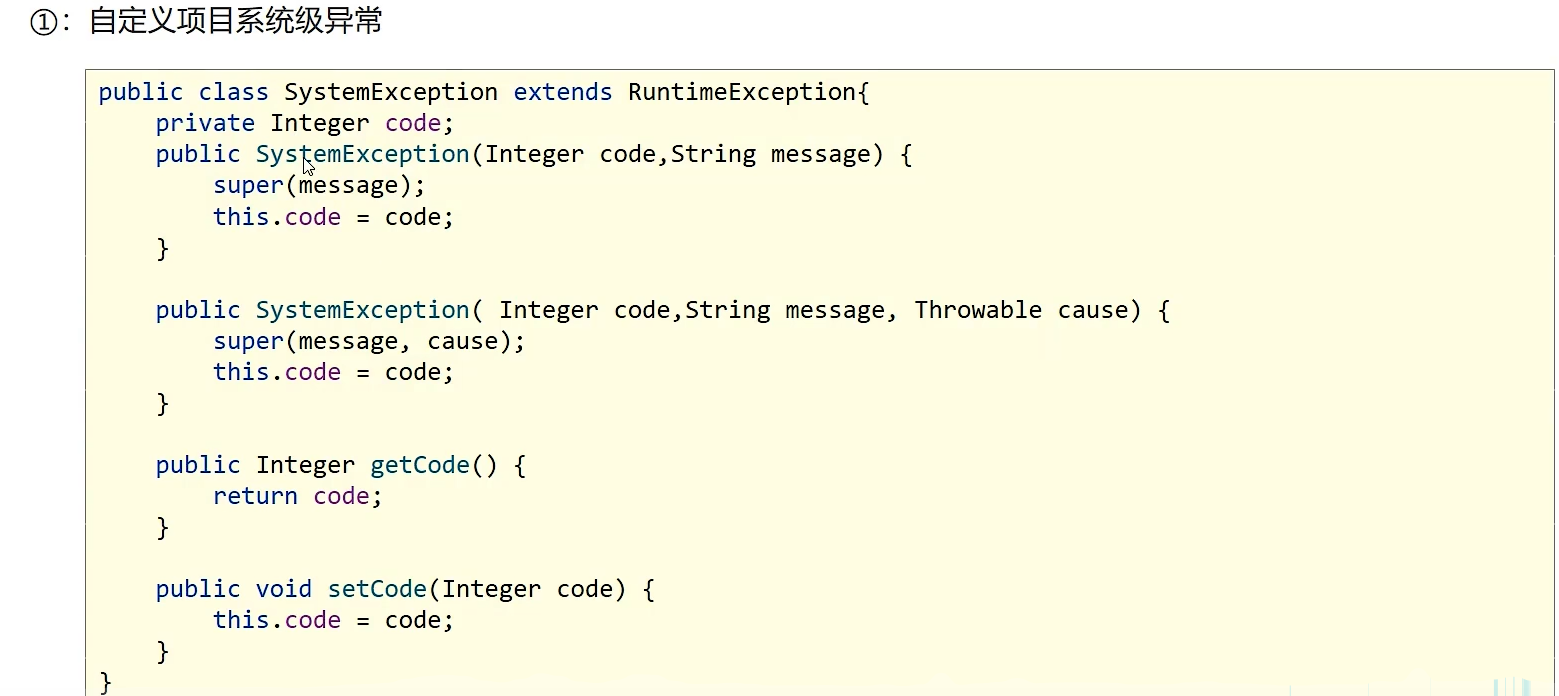 ①：自定义项目系统级异常
public class SystemException extends RuntimeException{
    private Integer code;
    public SystemException(Integer code,String message) {
        super(message);
        this.code = code;
    }
    public SystemException( Integer code,String message, Throwable cause) {
        super(message, cause);
        this.code = code;
    }
    public Integer getCode() {
        return code;
    }
    public void setCode(Integer code) {
        this.code = code;
    }
}